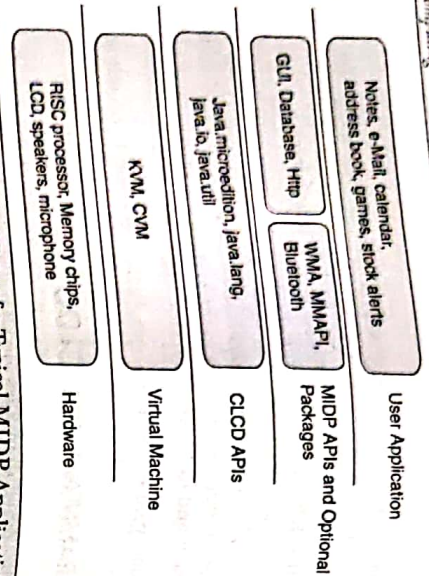 Notes, e-Mail, calendar,
address book, games, stock alerts
User Application
GUI, Database, Http
WMA, MMAPI,
Bluetooth
MIDP APIs and Optional
Packages
Java.microedition, java.lang,
java.io, java.util
CLCD APIs
KVM, CVM
Virtual Machine
RISC processor, Memory chips,
LCD, speakers, microphone
Hardware
Typical MIDP